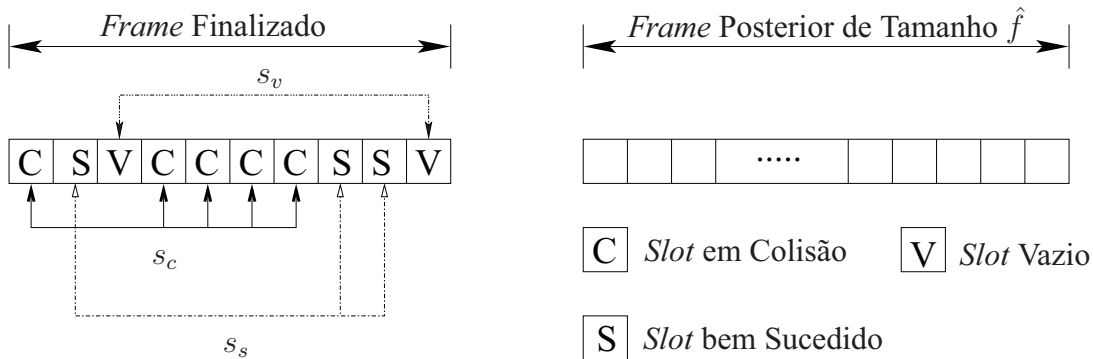 Frame Finalizado
Frame Posterior de Tamanho f̂
s_v
C S V C C C C S S V
.....
s_c
C Slot em Colisão
V Slot Vazio
s_s
S Slot bem Sucedido